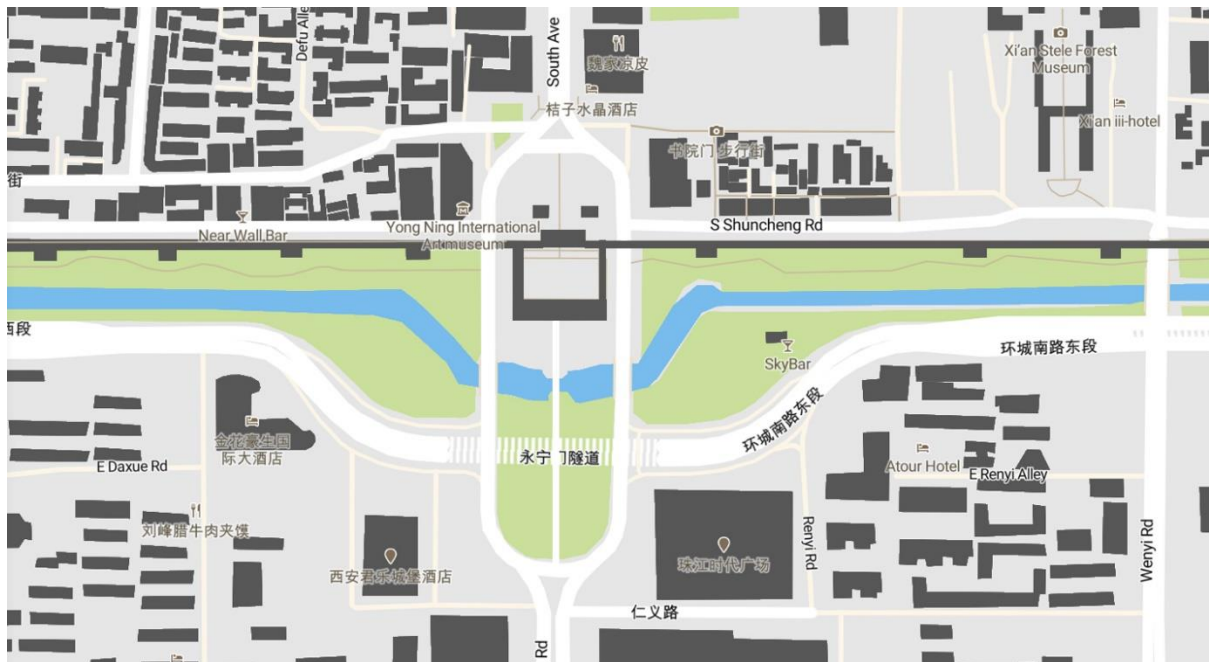 Defu Alle
South Ave
魏家凉皮
Xi'an Stele Forest
Museum
桔子水晶酒店
Xi'an iii-hotel
书院门 步行街
街
Near Wall Bar
Yong Ning International
Art museum
S Shuncheng Rd
西段
环城南路东段
SkyBar
环城南路东段
金花豪生国
际大酒店
永宁门隧道
E Daxue Rd
Atour Hotel
E Renyi Alley
刘峰腊牛肉夹馍
西安君乐城堡酒店
珠江时代广场
Renyi Rd
Wenyi Rd
仁义路
Rd